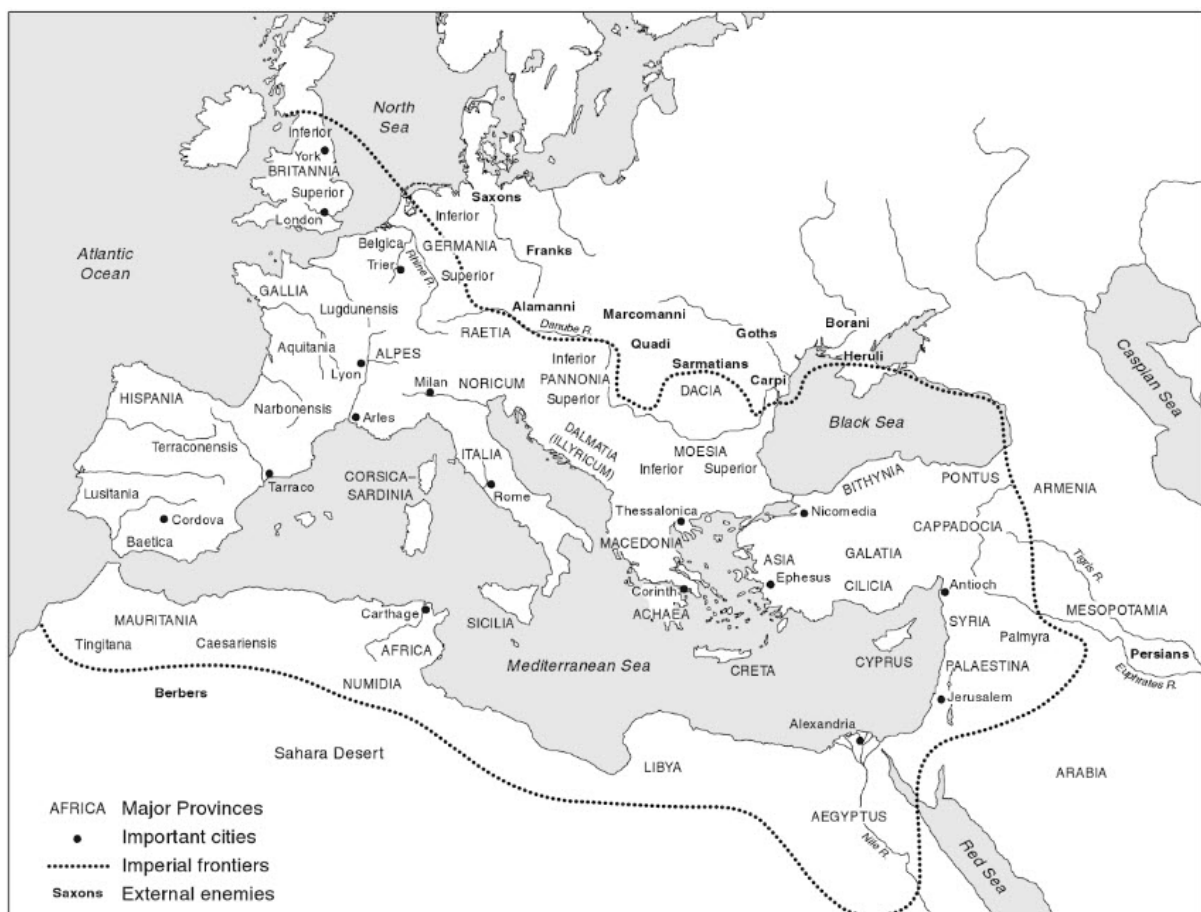 North
Sea
Inferior
York
BRITANNIA
Superior
London
Saxons
Inferior
Belgica
GERMANIA
Franks
Atlantic
Ocean
Trier
Rhine R.
Superior
GALLIA
Lugdunensis
Alamanni
Marcomanni
Danube R.
RAETIA
Quadi
Goths
Borani
Aquitania
ALPES
Lyon
Inferior
Sarmatians
Heruli
Caspian Sea
Milan
NORICUM
PANNONIA
Superior
DACIA
Carpi
HISPANIA
Narbonensis
Arles
Black Sea
Terraconensis
ITALIA
DALMATIA
(ILLYRICUM)
MOESIA
Inferior
Superior
BITHYNIA
PONTUS
ARMENIA
Tarraco
CORSICA–
SARDINIA
Rome
Lusitania
Cordova
Baetica
Thessalonica
Nicomedia
CAPPADOCIA
MACEDONIA
ASIA
GALATIA
Tigris R.
Ephesus
CILICIA
Antioch
Corinth
ACHAEA
MESOPOTAMIA
MAURITANIA
Carthage
SICILIA
SYRIA
Palmyra
Tingitana
Caesariensis
AFRICA
Mediterranean Sea
CRETA
CYPRUS
PALAESTINA
Persians
Euphrates R.
Berbers
NUMIDIA
Jerusalem
Alexandria
Sahara Desert
LIBYA
ARABIA
AEGYPTUS
Nile R.
Red Sea
AFRICA Major Provinces
Important cities
Imperial frontiers
Saxons External enemies